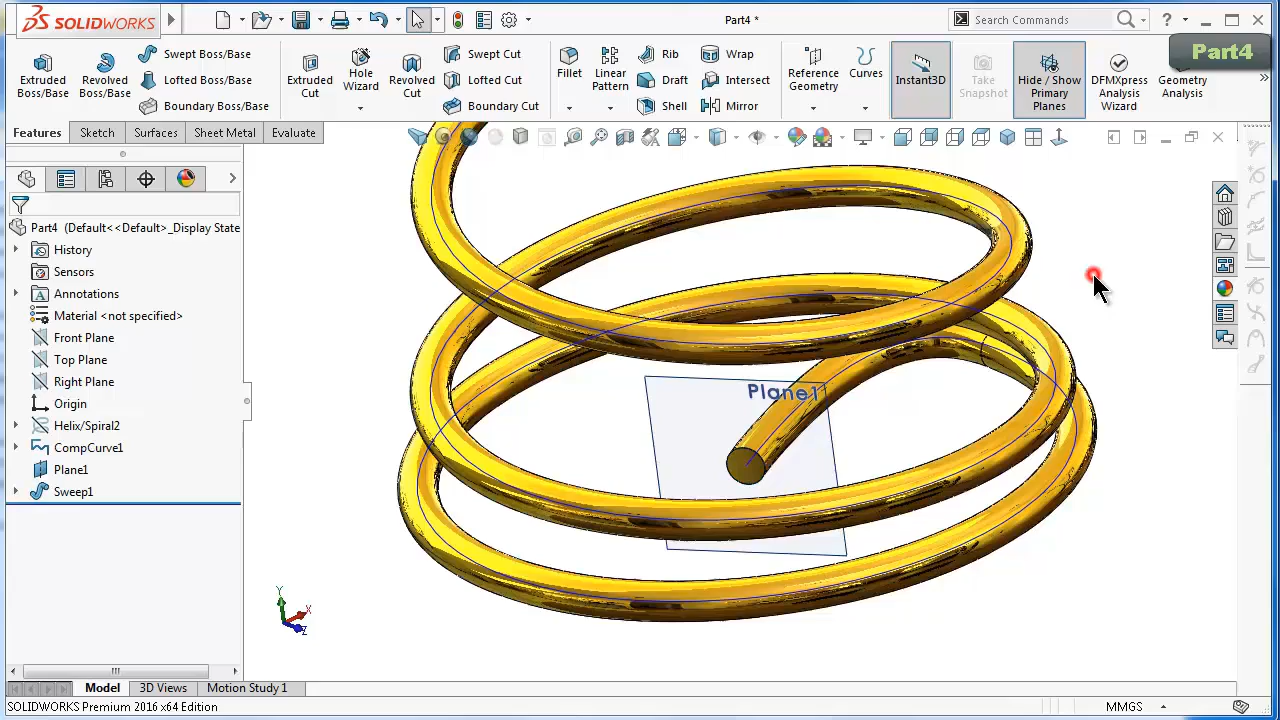 SOLIDWORKS
Part4 *
Search Commands
Part4
Extruded Boss/Base
Revolved Boss/Base
Swept Boss/Base
Lofted Boss/Base
Boundary Boss/Base
Extruded Cut
Hole Wizard
Revolved Cut
Swept Cut
Lofted Cut
Boundary Cut
Fillet
Linear Pattern
Rib
Draft
Shell
Wrap
Intersect
Mirror
Reference Geometry
Curves
Instant3D
Take Snapshot
Hide / Show Primary Planes
DFMXpress Analysis Wizard
Geometry Analysis
Features
Sketch
Surfaces
Sheet Metal
Evaluate
Part4 (Default<<Default>_Display State
History
Sensors
Annotations
Material <not specified>
Front Plane
Top Plane
Right Plane
Origin
Helix/Spiral2
CompCurve1
Plane1
Sweep1
Plane1
Y
X
Z
Model
3D Views
Motion Study 1
SOLIDWORKS Premium 2016 x64 Edition
MMGS